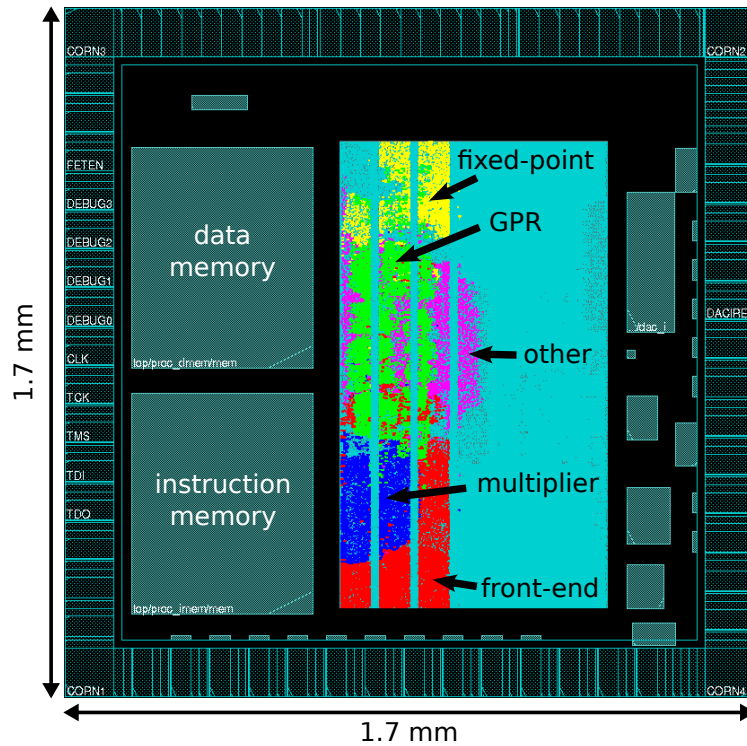 CORN3
CORN2
FETEN
fixed-point
DEBUG3
GPR
data
memory
DEBUG2
DEBUG1
DEBUG0
DACIRE
/dac_i
other
CLK
top/proc_dmem/mem
1.7 mm
TCK
TMS
TDI
instruction
memory
multiplier
TDO
front-end
top/proc_imem/mem
CORN1
CORN4
1.7 mm